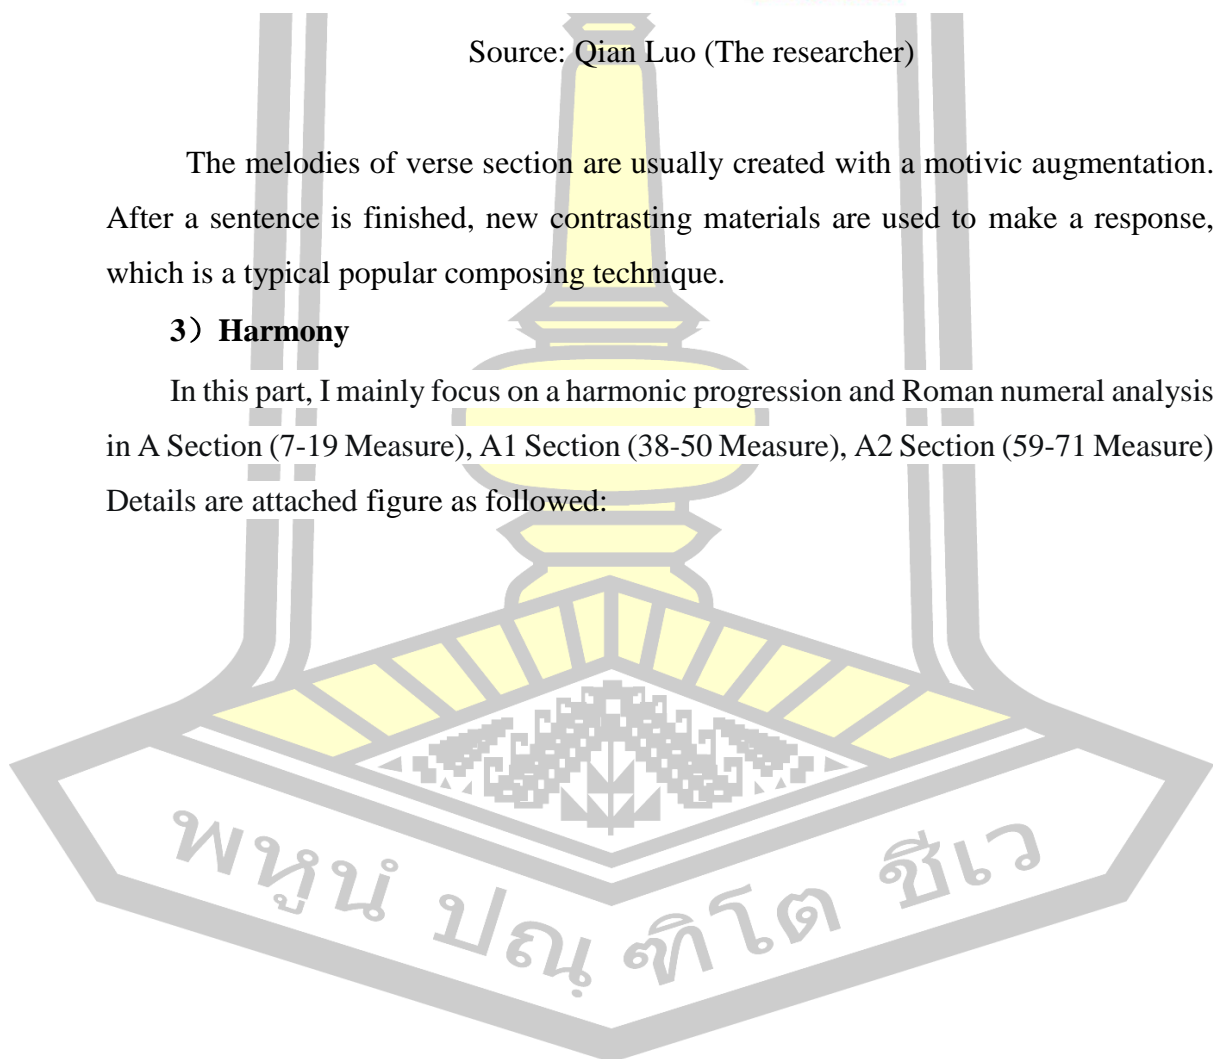 Source: Qian Luo (The researcher)
The melodies of verse section are usually created with a motivic augmentation.
After a sentence is finished, new contrasting materials are used to make a response,
which is a typical popular composing technique.
3）Harmony
In this part, I mainly focus on a harmonic progression and Roman numeral analysis
in A Section (7-19 Measure), A1 Section (38-50 Measure), A2 Section (59-71 Measure)
Details are attached figure as followed:
พหูนํ ปณฺฑิโต ชีเว